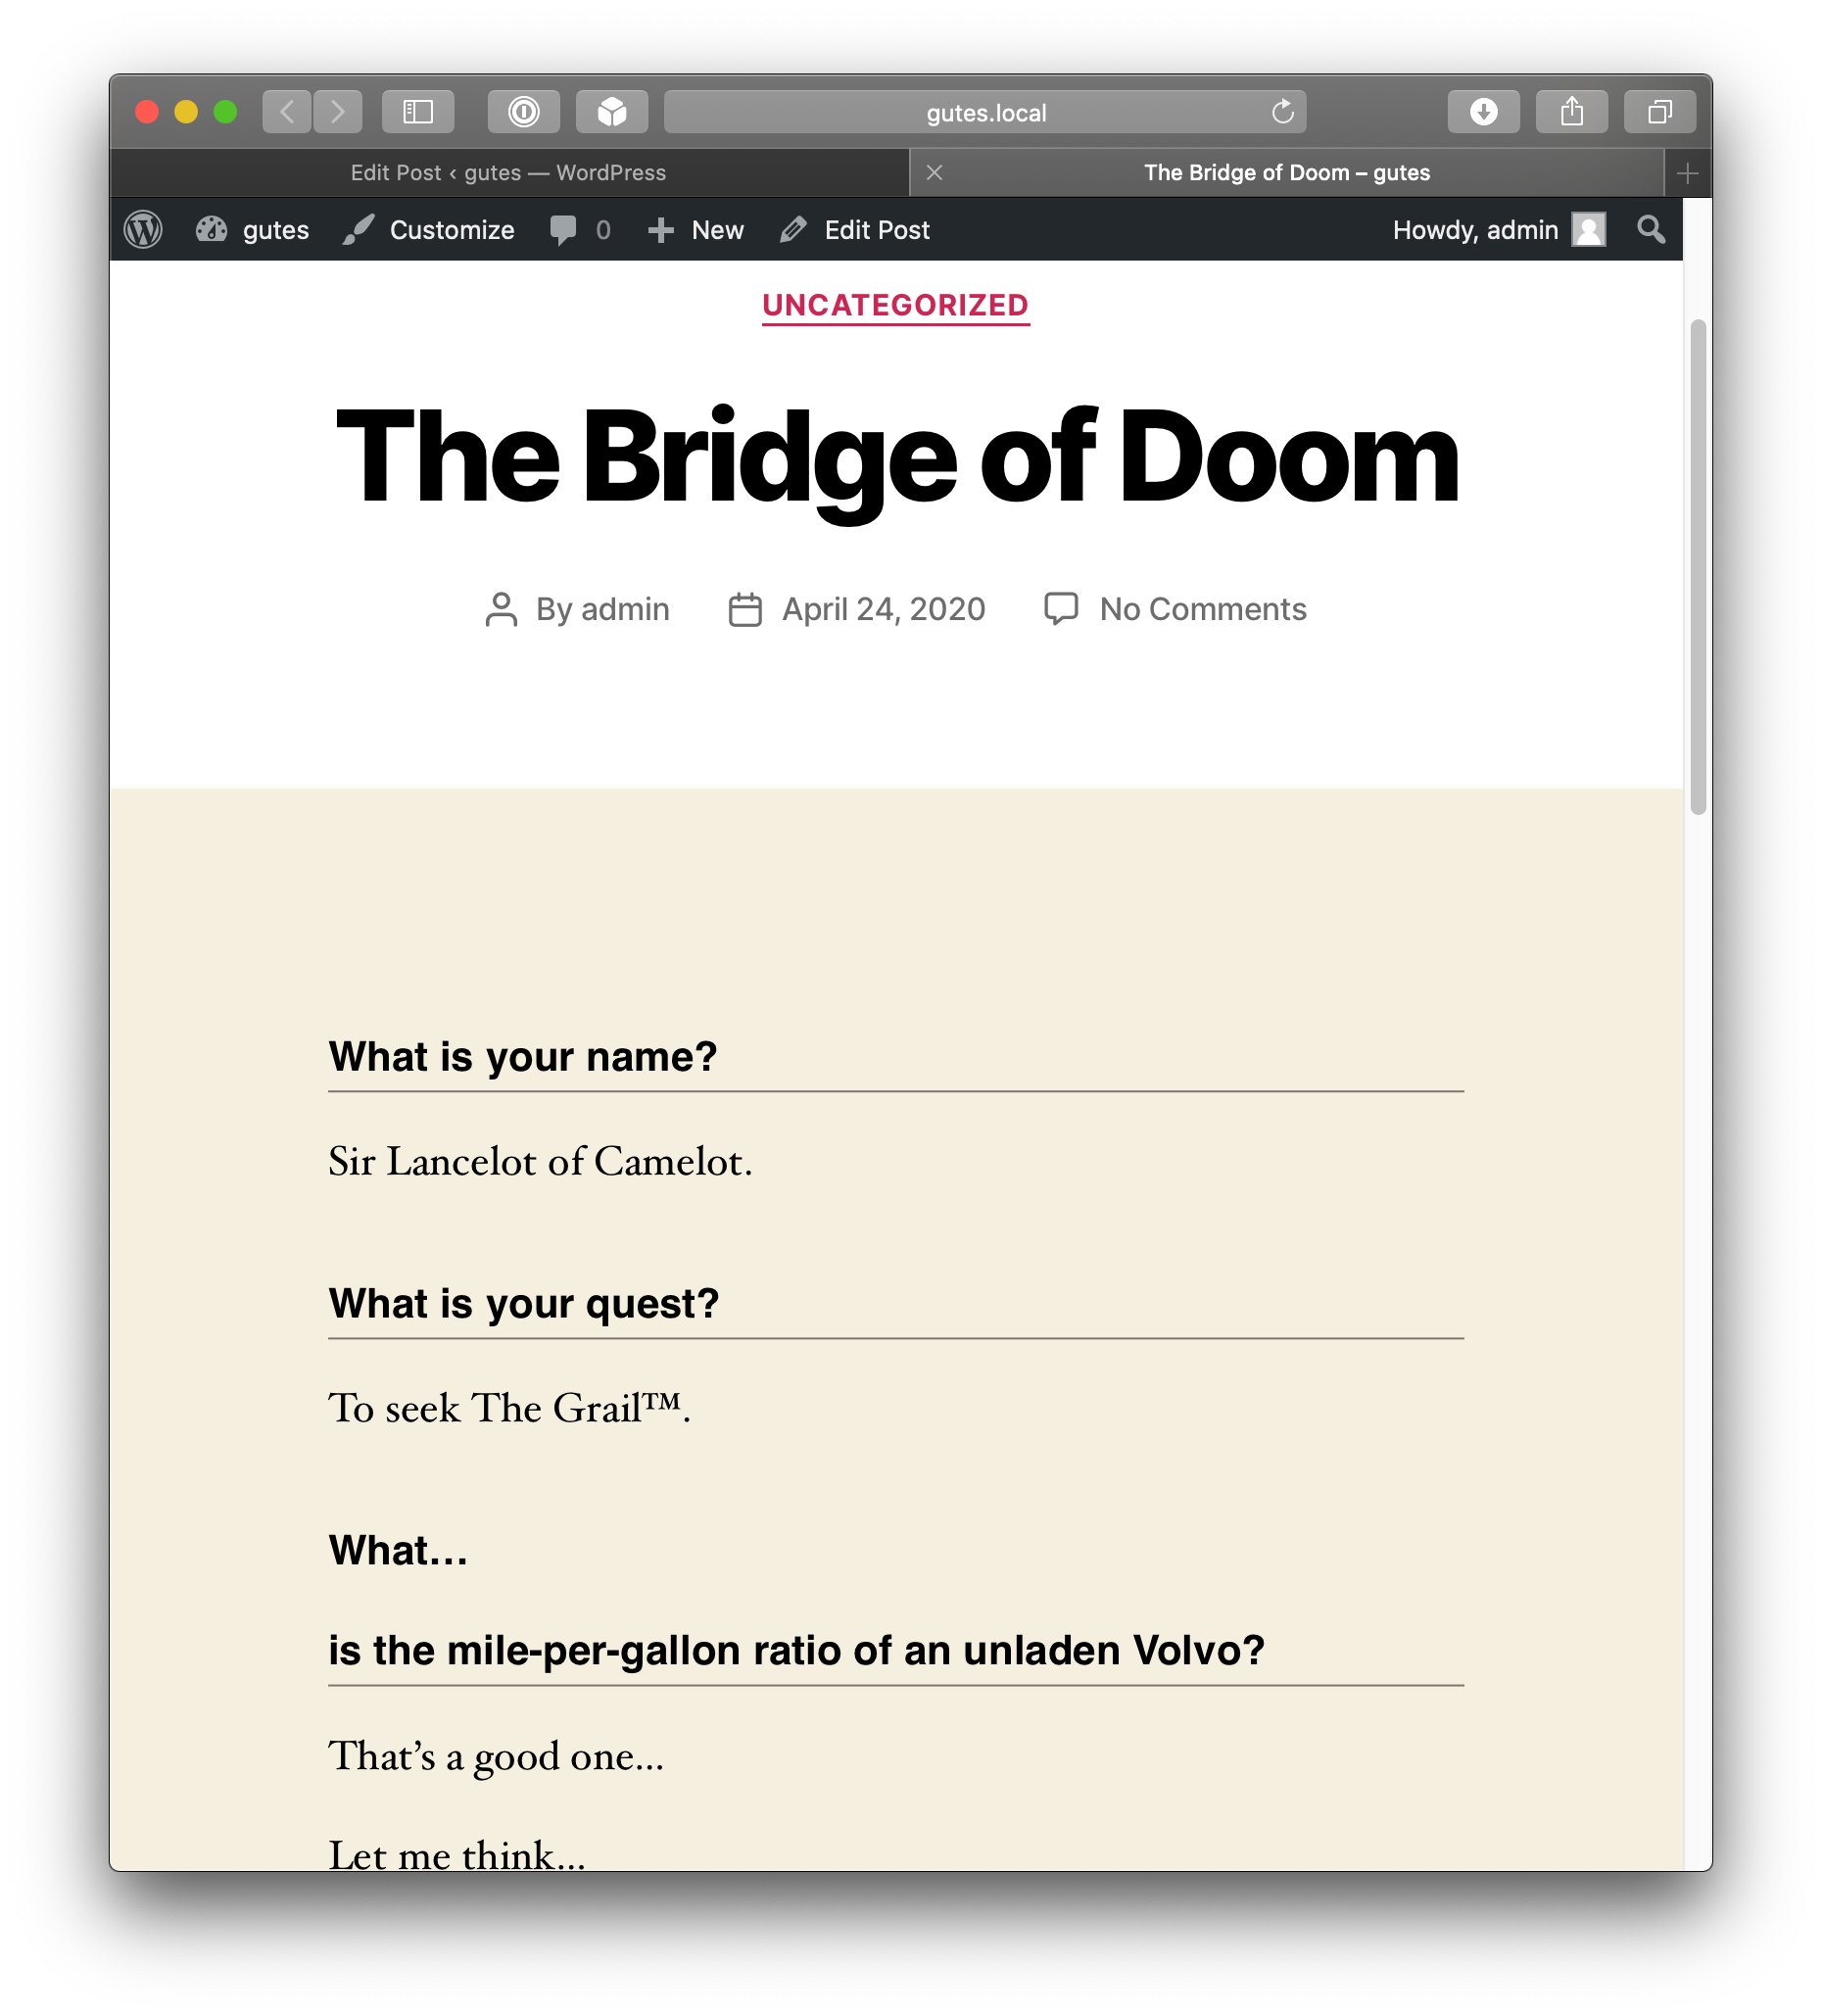 gutes.local
Edit Post ‹ gutes — WordPress
The Bridge of Doom – gutes
gutes Customize 0 New Edit Post Howdy, admin
UNCATEGORIZED
The Bridge of Doom
By admin April 24, 2020 No Comments
What is your name?
Sir Lancelot of Camelot.
What is your quest?
To seek The Grail™.
What…
is the mile-per-gallon ratio of an unladen Volvo?
That’s a good one…
Let me think…